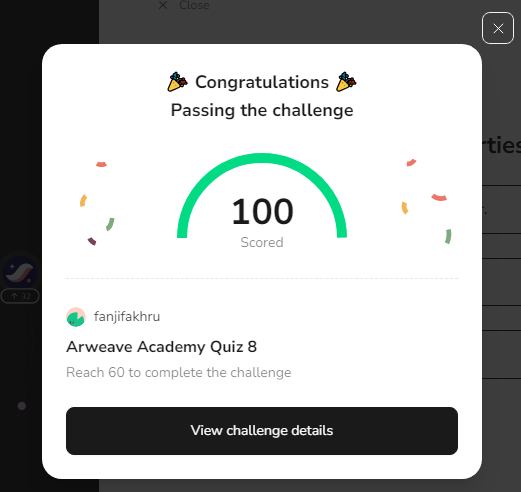 Close
Congratulations
Passing the challenge
rties
100
Scored
32
fanjifakhru
Arweave Academy Quiz 8
Reach 60 to complete the challenge
View challenge details